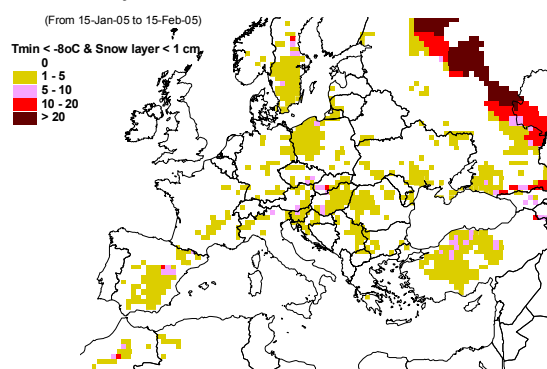 (From 15-Jan-05 to 15-Feb-05)
Tmin < -8oC & Snow layer < 1 cm
0
1 - 5
5 - 10
10 - 20
> 20